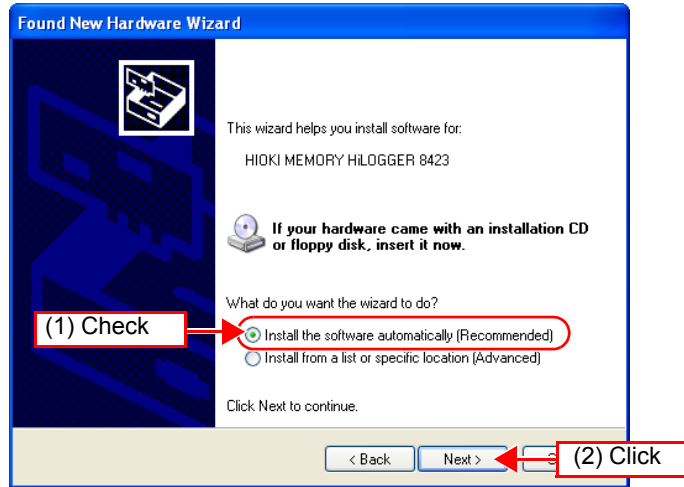 Found New Hardware Wizard
This wizard helps you install software for:
HIOKI MEMORY HiLOGGER 8423
If your hardware came with an installation CD
or floppy disk, insert it now.
What do you want the wizard to do?
(1) Check
Install the software automatically (Recommended)
Install from a list or specific location (Advanced)
Click Next to continue.
< Back
Next >
(2) Click